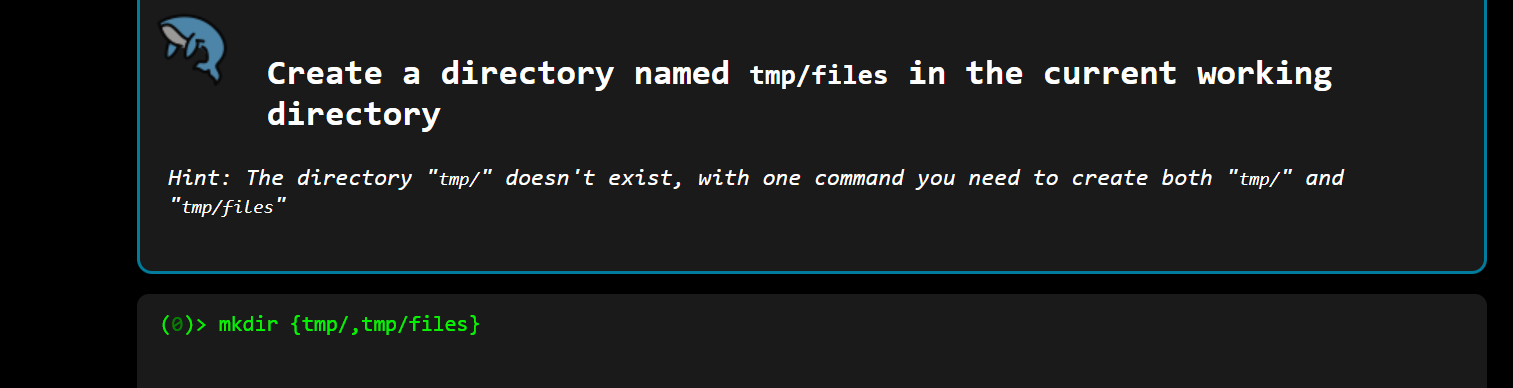 Create a directory named tmp/files in the current working
directory
Hint: The directory "tmp/" doesn't exist, with one command you need to create both "tmp/" and
"tmp/files"
(0)> mkdir {tmp/,tmp/files}